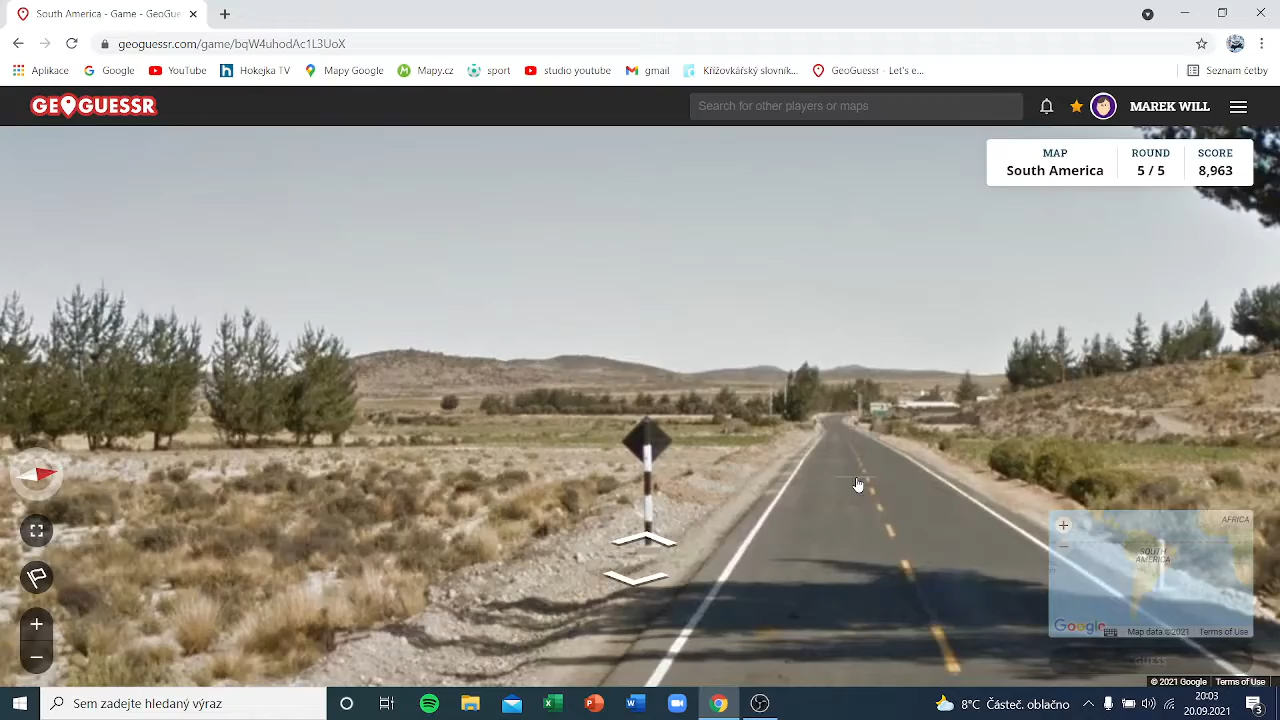 South America - Game - GeoGue
geoguessr.com/game/bqW4uhodAc1L3UoX
Aplikace
Google
YouTube
Hokejka TV
Mapy Google
Mapy.cz
sport
studio youtube
gmail
GeoGuessr - Let's e...
Seznam četby
GEOGUESSR
Search for other players or maps
MAREK WILL
MAP
ROUND
SCORE
South America
5 / 5
8,963
AFRICA
SOUTH
AMERICA
Google
Map data ©2021
Terms of Use
GUESS
© 2021 Google
Terms of Use
Sem zadejte hledaný výraz
8°C
Částeč. oblačno
20:03
20.09.2021
3